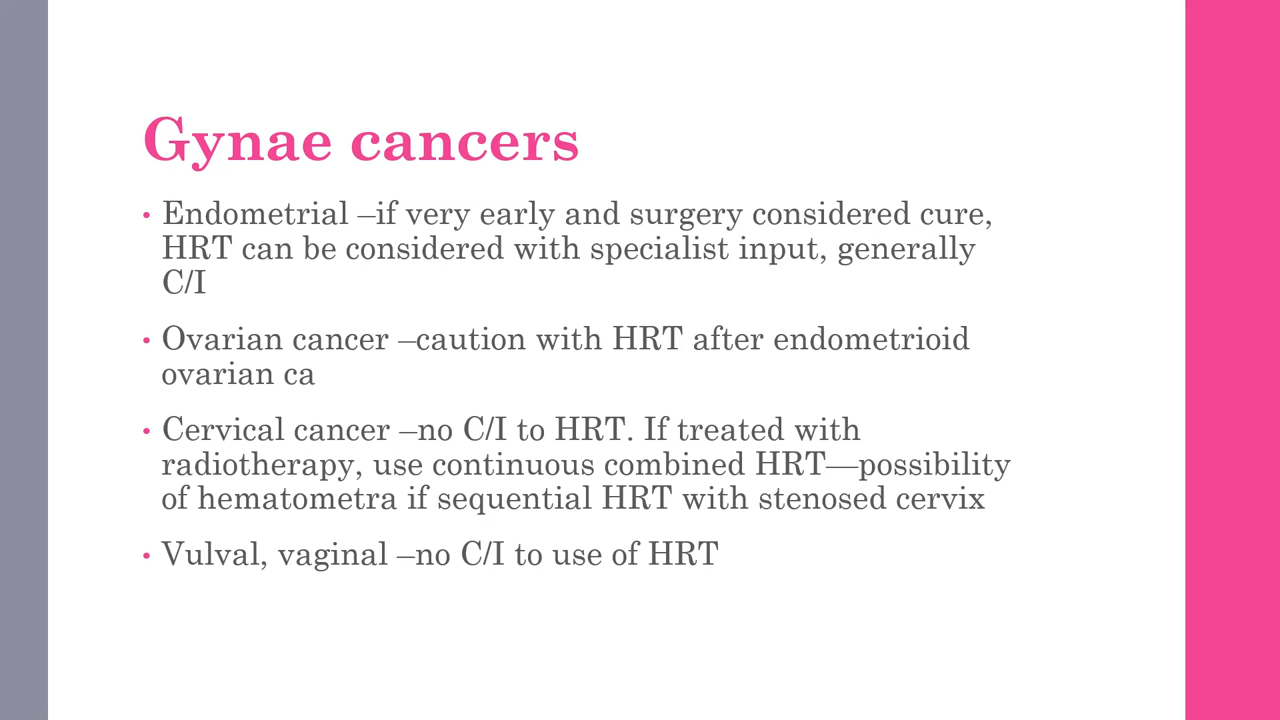 Gynae cancers
• Endometrial –if very early and surgery considered cure,
HRT can be considered with specialist input, generally
C/I
• Ovarian cancer –caution with HRT after endometrioid
ovarian ca
• Cervical cancer –no C/I to HRT. If treated with
radiotherapy, use continuous combined HRT—possibility
of hematometra if sequential HRT with stenosed cervix
• Vulval, vaginal –no C/I to use of HRT